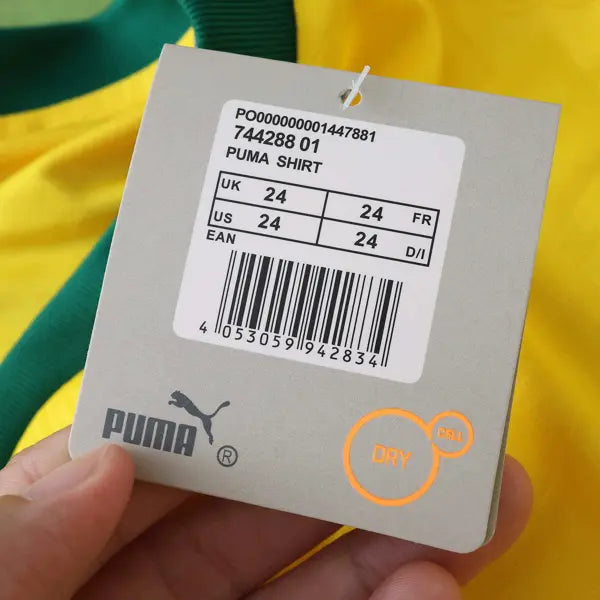 PO000000001447881
744288 01
PUMA SHIRT
UK 24 24 FR
US 24 24 D/I
EAN
4 053059 942834
PUMA ®
DRY CELL